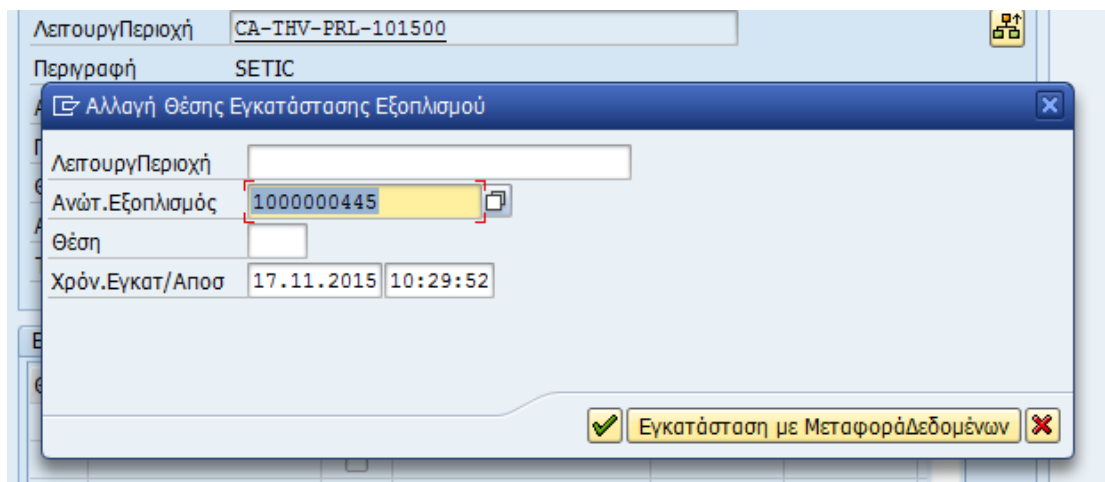 ΛειτουργΠεριοχή CA-THV-PRL-101500
Περιγραφή SETIC
Αλλαγή Θέσης Εγκατάστασης Εξοπλισμού
ΛειτουργΠεριοχή
Ανώτ.Εξοπλισμός 1000000445
Θέση
Χρόν.Εγκατ/Αποσ 17.11.2015 10:29:52
Εγκατάσταση με ΜεταφοράΔεδομένων